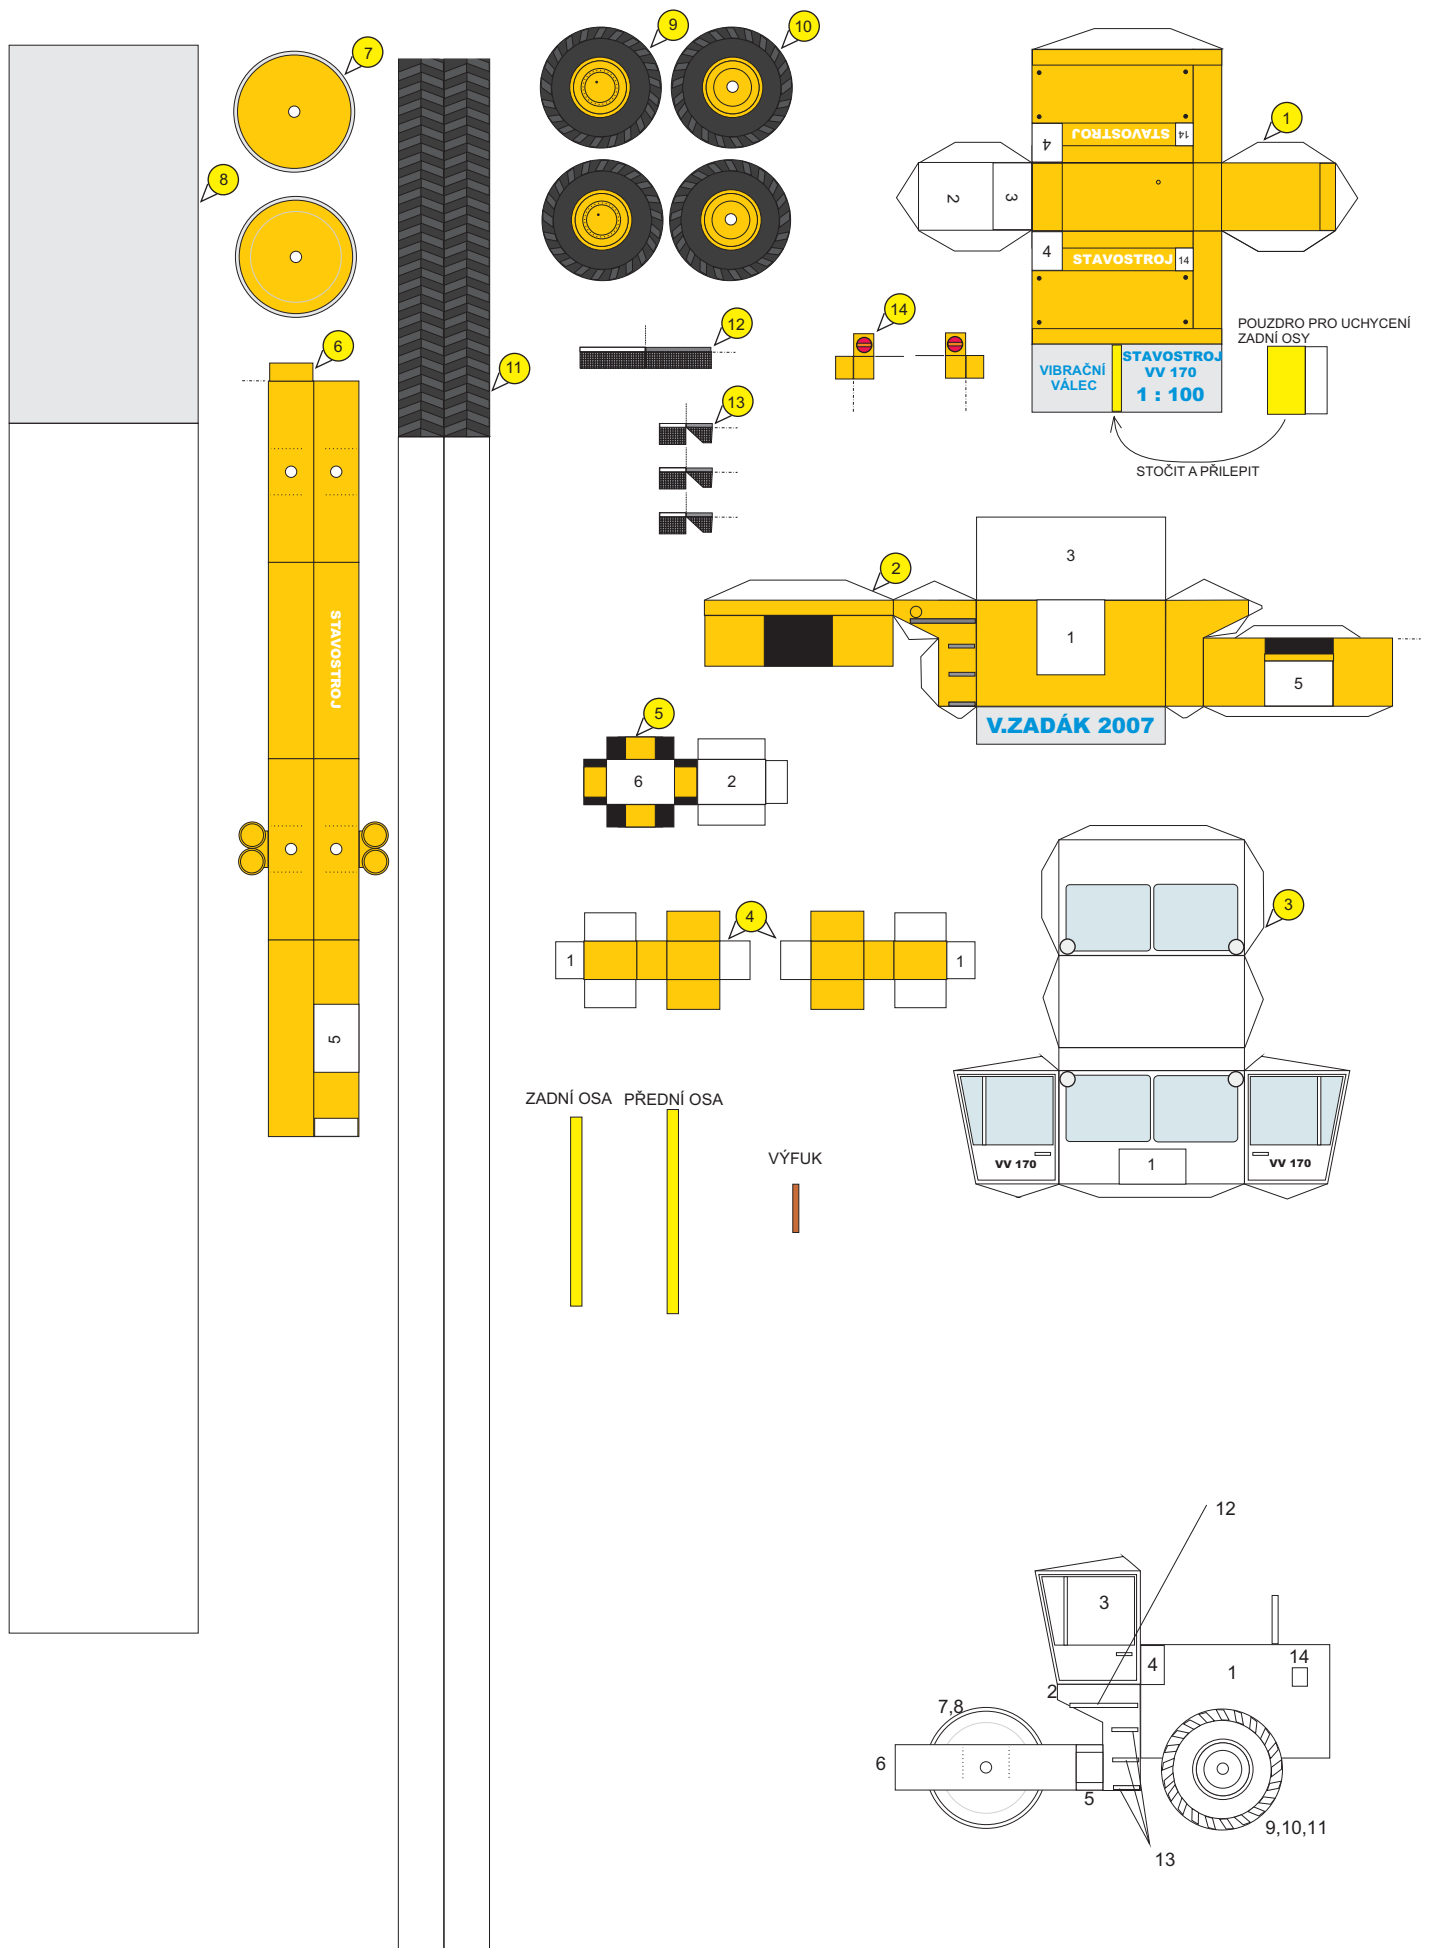 9
10
7
1
STAVOSTROJ
14
4
8
2
3
4
STAVOSTROJ
14
14
12
6
11
VIBRAČNÍ
VÁLEC
STAVOSTROJ
VV 170
1 : 100
POUZDRO PRO UCHYCENÍ
ZADNÍ OSY
13
STOČIT A PŘILEPIT
2
3
1
5
V.ZADÁK 2007
STAVOSTROJ
5
6
2
3
4
1
1
5
VV 170
1
VV 170
ZADNÍ OSA
PŘEDNÍ OSA
VÝFUK
12
3
4
1
14
2
7,8
6
5
9,10,11
13